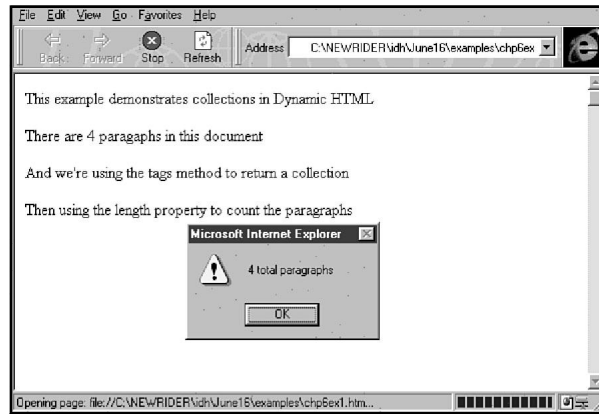 File Edit View Go Favorites Help
Back Forward Stop Refresh Address C:\NEWRIDER\idh\June16\examples\chp6ex
This example demonstrates collections in Dynamic HTML
There are 4 paragaphs in this document
And we're using the tags method to return a collection
Then using the length property to count the paragraphs
Microsoft Internet Explorer
4 total paragraphs
OK
Opening page: file://C:\NEWRIDER\idh\June16\examples\chp6ex1.htm...